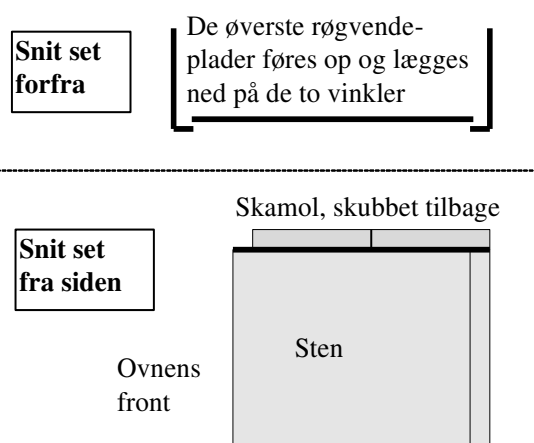 Snit set
forfra
De øverste røgvende-
plader føres op og lægges
ned på de to vinkler
Skamol, skubbet tilbage
Snit set
fra siden
Sten
Ovnens
front